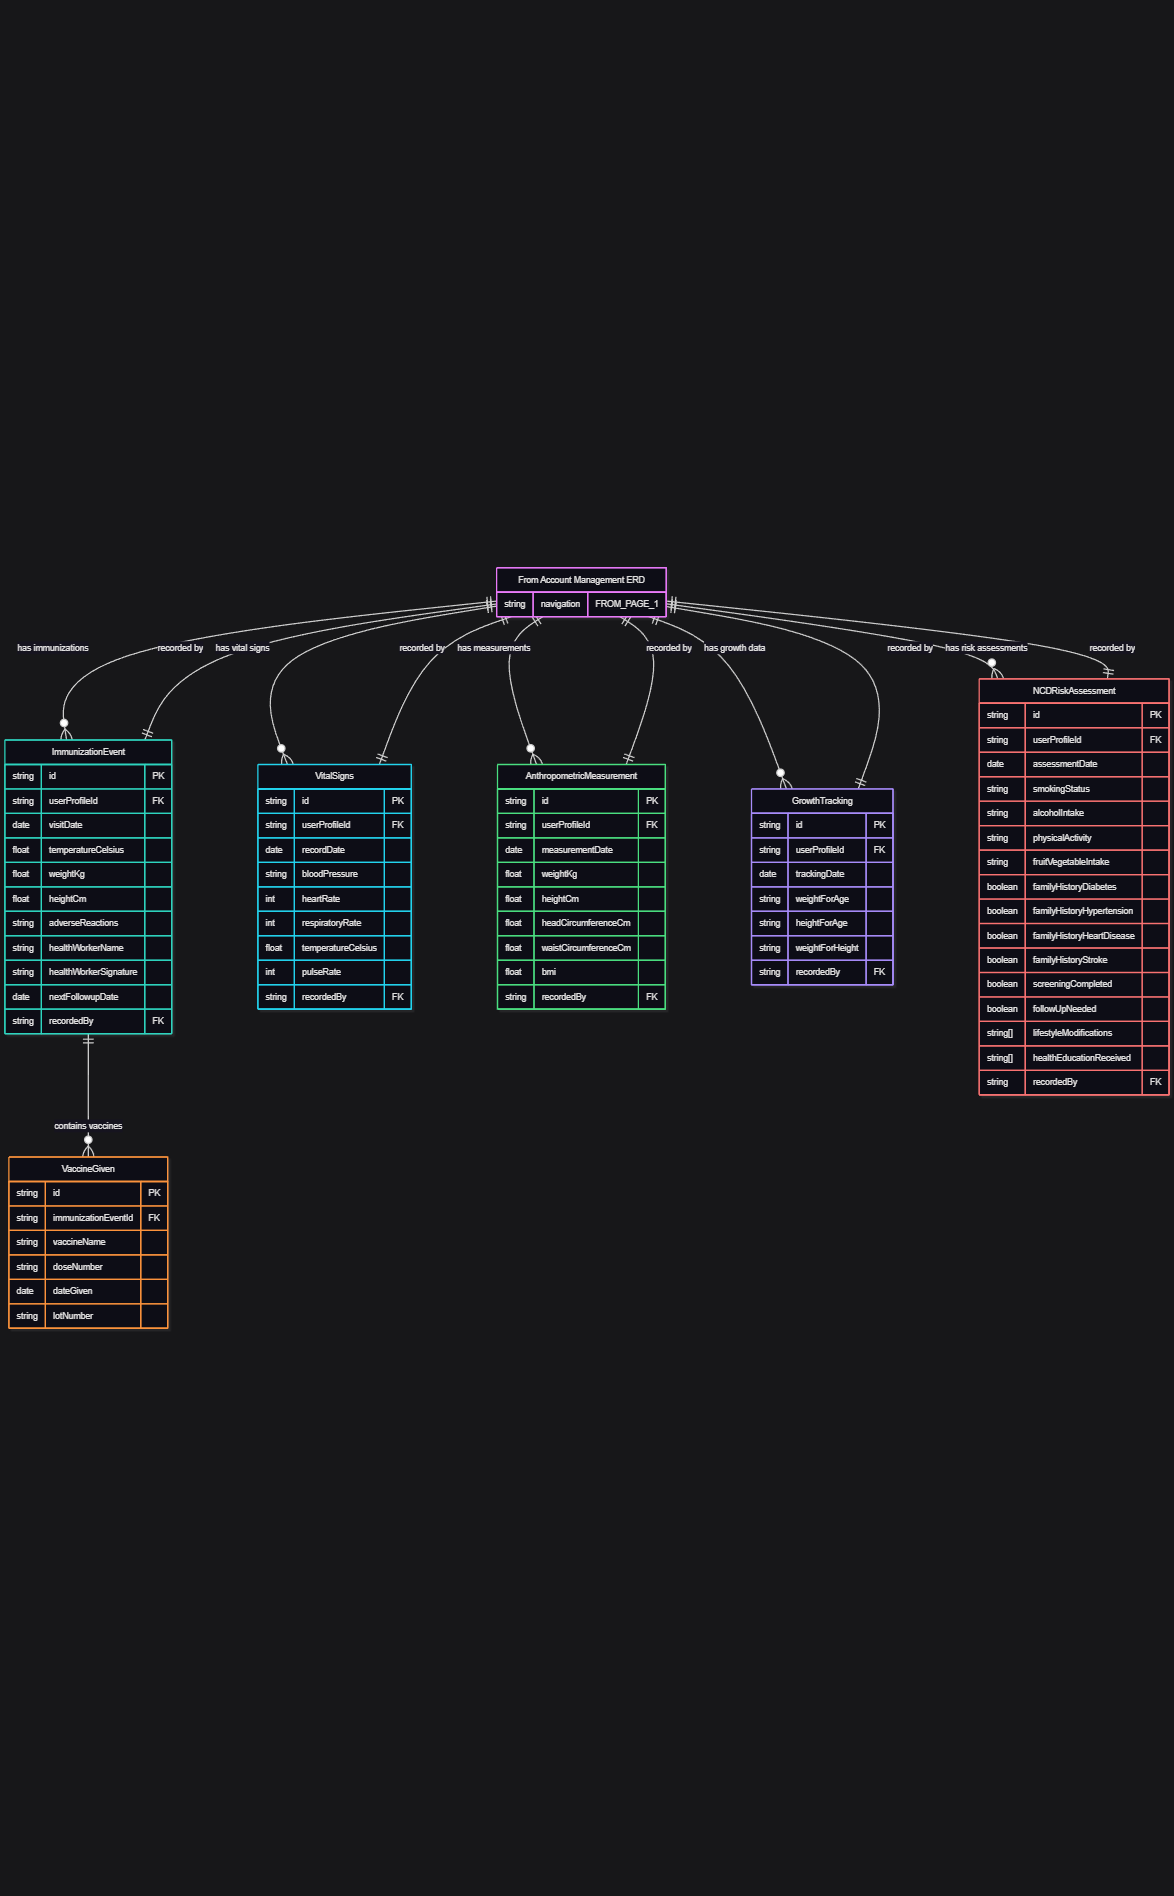 From Account Management ERD
string navigation FROM_PAGE_1
has immunizations
recorded by
has vital signs
recorded by
has measurements
recorded by
has growth data
recorded by
has risk assessments
recorded by
ImmunizationEvent
string id PK
string userProfileId FK
date visitDate
float temperatureCelsius
float weightKg
float heightCm
string adverseReactions
string healthWorkerName
string healthWorkerSignature
date nextFollowupDate
string recordedBy FK
VitalSigns
string id PK
string userProfileId FK
date recordDate
string bloodPressure
int heartRate
int respiratoryRate
float temperatureCelsius
int pulseRate
string recordedBy FK
AnthropometricMeasurement
string id PK
string userProfileId FK
date measurementDate
float weightKg
float heightCm
float headCircumferenceCm
float waistCircumferenceCm
float bmi
string recordedBy FK
GrowthTracking
string id PK
string userProfileId FK
date trackingDate
string weightForAge
string heightForAge
string weightForHeight
string recordedBy FK
NCDRiskAssessment
string id PK
string userProfileId FK
date assessmentDate
string smokingStatus
string alcoholIntake
string physicalActivity
string fruitVegetableIntake
boolean familyHistoryDiabetes
boolean familyHistoryHypertension
boolean familyHistoryHeartDisease
boolean familyHistoryStroke
boolean screeningCompleted
boolean followUpNeeded
string[] lifestyleModifications
string[] healthEducationReceived
string recordedBy FK
contains vaccines
VaccineGiven
string id PK
string immunizationEventId FK
string vaccineName
string doseNumber
date dateGiven
string lotNumber